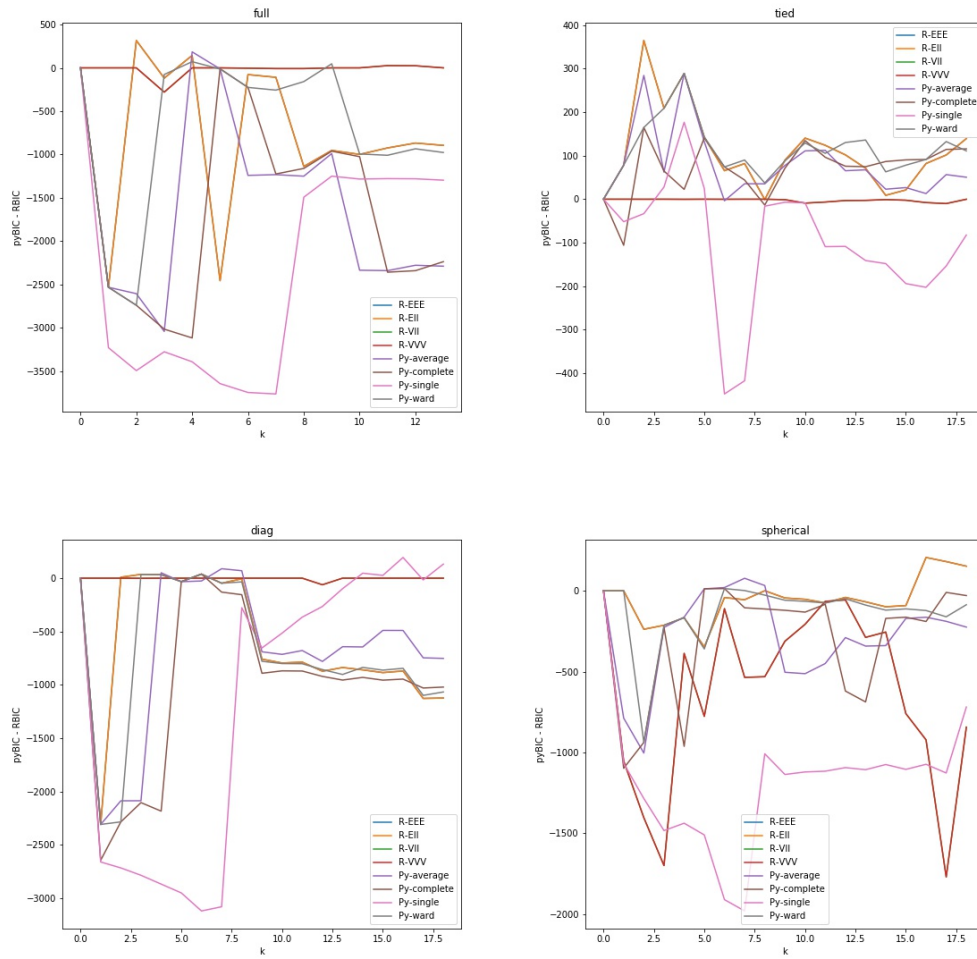 full
500
0
−500
−1000
−1500
−2000
−2500
−3000
−3500
pyBIC - RBIC
0 2 4 6 8 10 12
k
R-EEE
R-EII
R-VII
R-VVV
Py-average
Py-complete
Py-single
Py-ward
tied
400
300
200
100
0
−100
−200
−300
−400
pyBIC - RBIC
0.0 2.5 5.0 7.5 10.0 12.5 15.0 17.5
k
R-EEE
R-EII
R-VII
R-VVV
Py-average
Py-complete
Py-single
Py-ward
diag
0
−500
−1000
−1500
−2000
−2500
−3000
pyBIC - RBIC
0.0 2.5 5.0 7.5 10.0 12.5 15.0 17.5
k
R-EEE
R-EII
R-VII
R-VVV
Py-average
Py-complete
Py-single
Py-ward
spherical
0
−500
−1000
−1500
−2000
pyBIC - RBIC
0.0 2.5 5.0 7.5 10.0 12.5 15.0 17.5
k
R-EEE
R-EII
R-VII
R-VVV
Py-average
Py-complete
Py-single
Py-ward